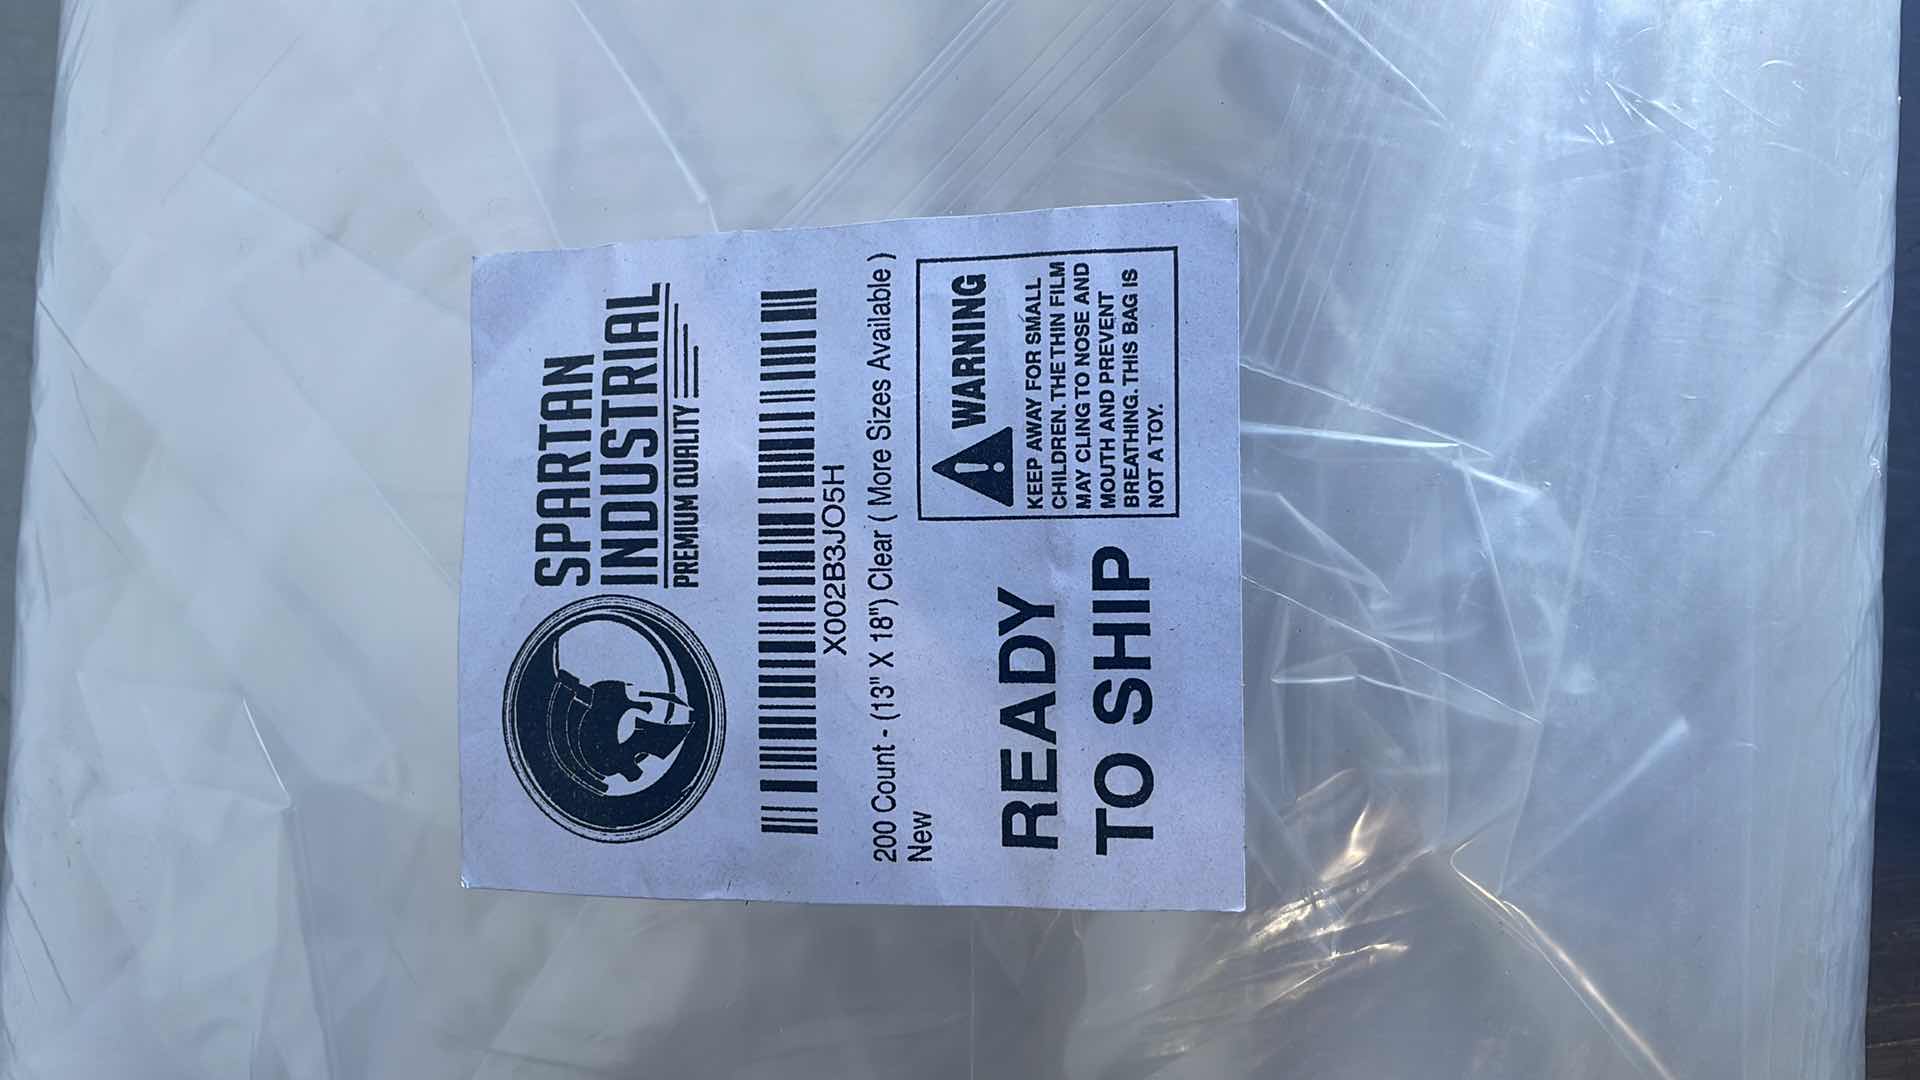 SPARTAN
INDUSTRIAL
PREMIUM QUALITY
X002B3JO5H
200 Count - (13" X 18") Clear ( More Sizes Available )
New
READY
TO SHIP
WARNING
KEEP AWAY FOR SMALL
CHILDREN. THE THIN FILM
MAY CLING TO NOSE AND
MOUTH AND PREVENT
BREATHING. THIS BAG IS
NOT A TOY.